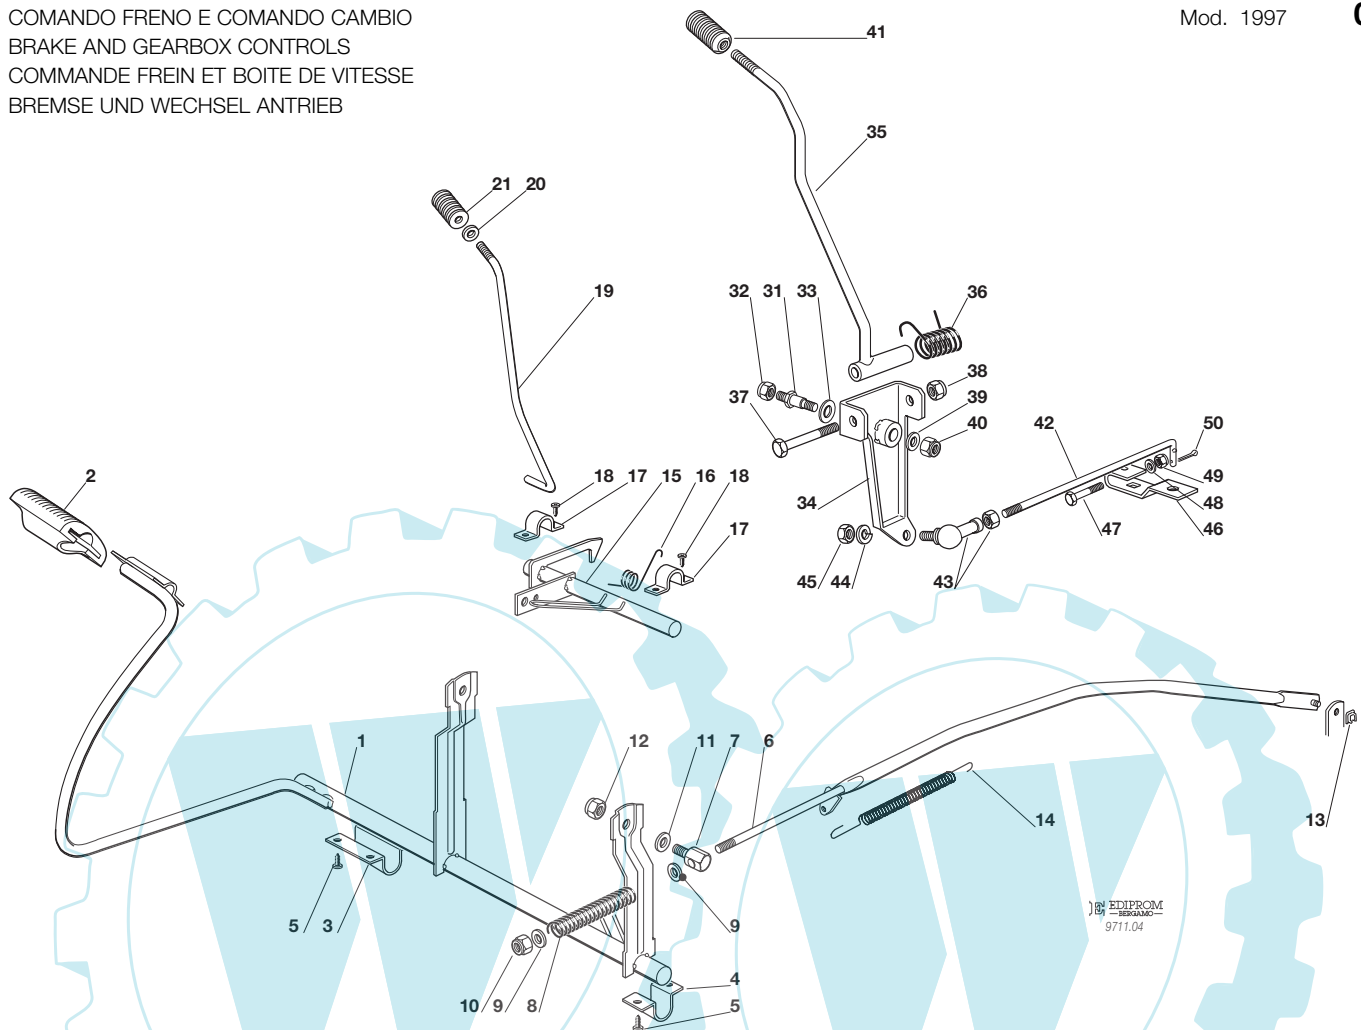 COMANDO FRENO E COMANDO CAMBIO
BRAKE AND GEARBOX CONTROLS
COMMANDE FREIN ET BOITE DE VITESSE
BREMSE UND WECHSEL ANTRIEB
Mod. 1997
41
35
21 20
19
32 31 33 36
37 38
39
40 42 50
2
18 17 15 16 18
17
34
49
48
47 46
45 44 43
1
12 11 7 6
14 13
5 3
9
10 9 8
4
5
EDIPROM
BERGAMO
9711.04